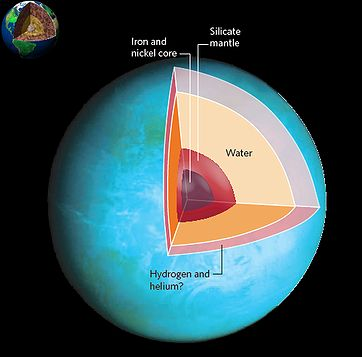 Iron and
nickel core
Silicate
mantle
Water
Hydrogen and
helium?